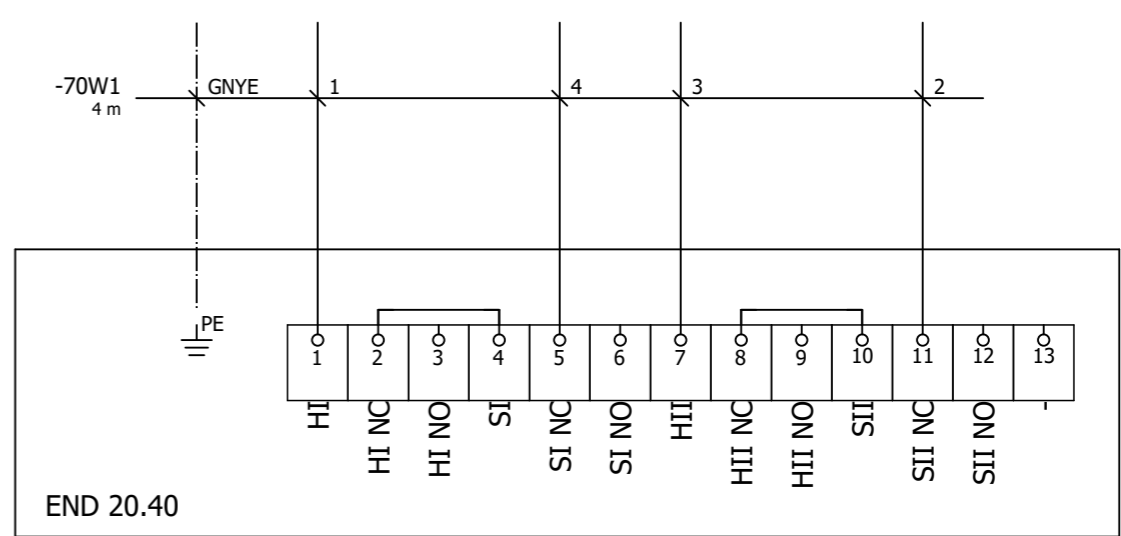 -70W1 GNYE 1 4 3 2
4 m
PE
1 2 3 4 5 6 7 8 9 10 11 12 13
HI HI NC HI NO SI SI NC SI NO HII HII NC HII NO SII SII NC SII NO -
END 20.40